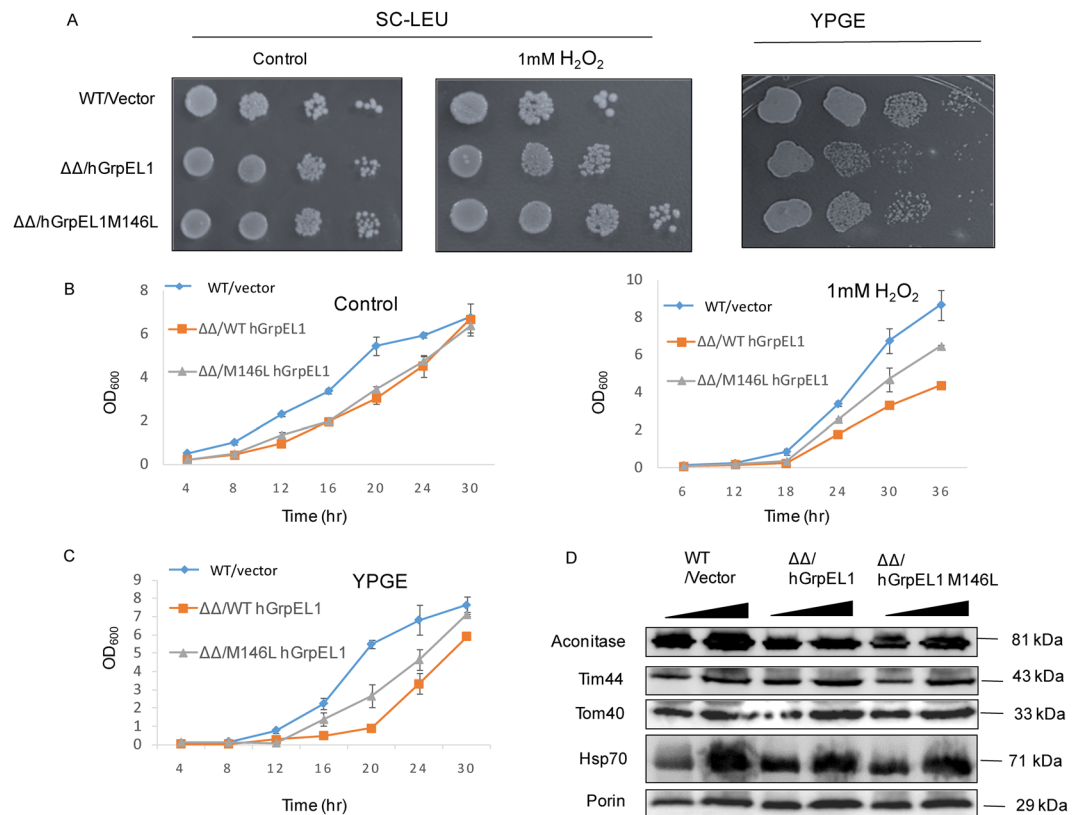 A
SC-LEU
YPGE
Control
1mM H₂O₂
WT/Vector
ΔΔ/hGrpEL1
ΔΔ/hGrpEL1M146L
B
WT/vector
Control
ΔΔ/WT hGrpEL1
ΔΔ/M146L hGrpEL1
8
6
4
2
0
OD₆₀₀
4 8 12 16 20 24 30
Time (hr)
WT/vector
1mM H₂O₂
ΔΔ/WT hGrpEL1
ΔΔ/M146L hGrpEL1
10
8
6
4
2
0
OD₆₀₀
6 12 18 24 30 36
Time (hr)
C
WT/vector
YPGE
ΔΔ/WT hGrpEL1
ΔΔ/M146L hGrpEL1
9
8
7
6
5
4
3
2
1
0
OD₆₀₀
4 8 12 16 20 24 30
Time (hr)
D
WT
/Vector
ΔΔ/
hGrpEL1
ΔΔ/
hGrpEL1 M146L
Aconitase 81 kDa
Tim44 43 kDa
Tom40 33 kDa
Hsp70 71 kDa
Porin 29 kDa